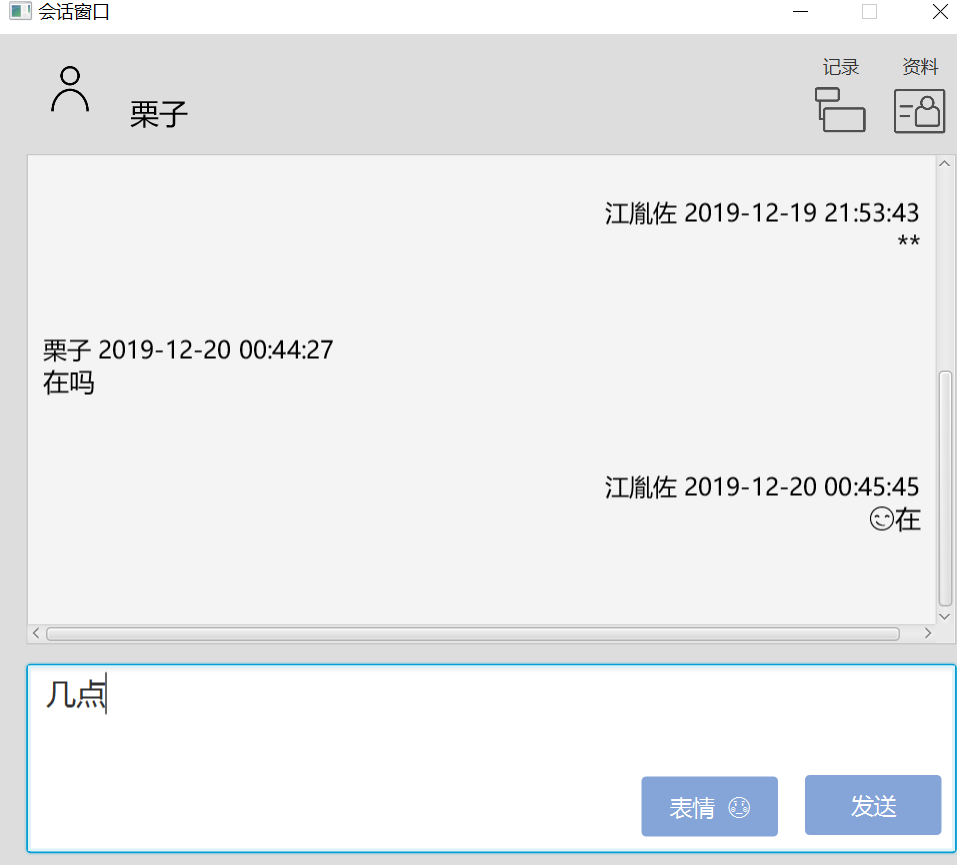 会话窗口
记录 资料
栗子
江胤佐 2019-12-19 21:53:43
**
栗子 2019-12-20 00:44:27
在吗
江胤佐 2019-12-20 00:45:45
😊在
几点
表情 发送